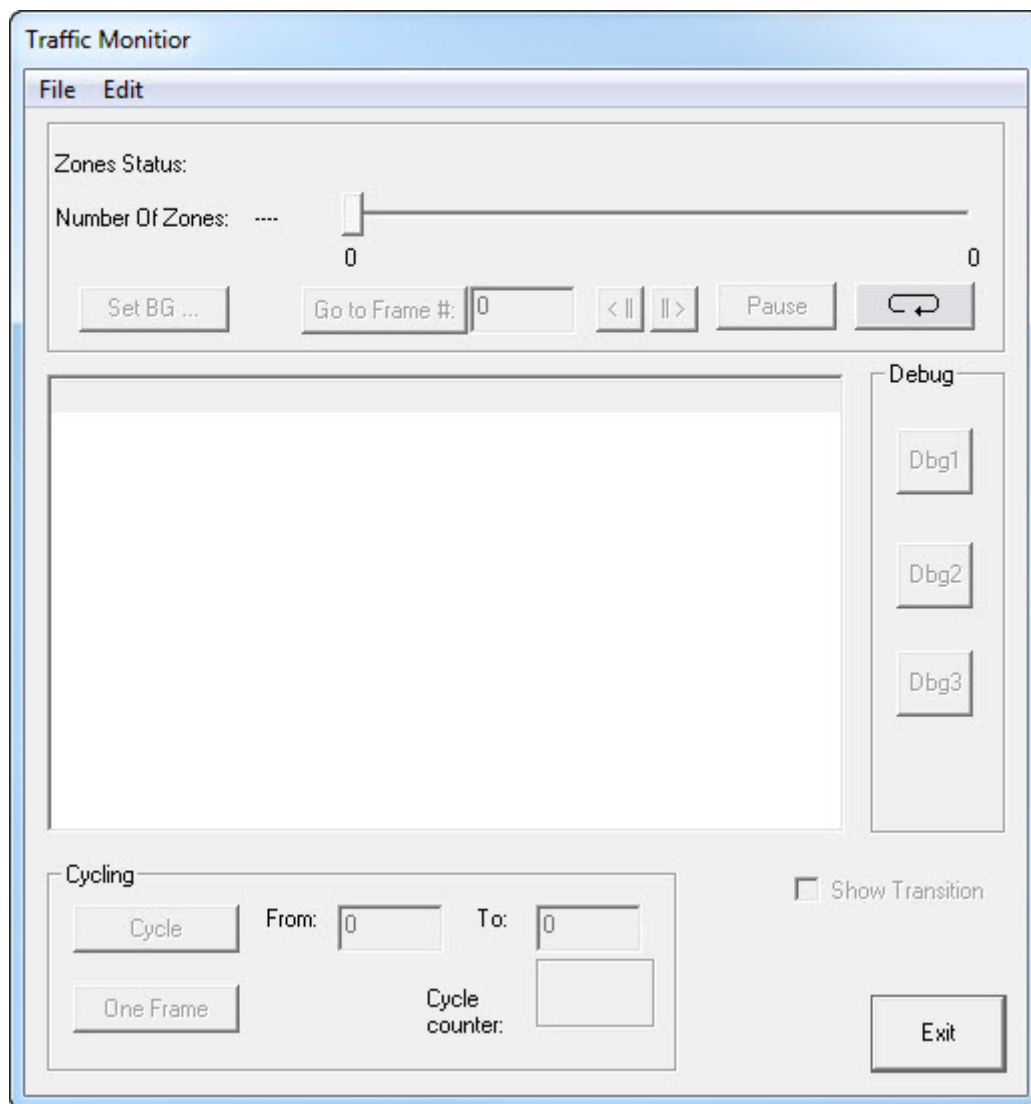 Traffic Monitior
File Edit
Zones Status:
Number Of Zones: ----
0 0
Set BG ... Go to Frame #: 0 < || || > Pause
Debug
Dbg1
Dbg2
Dbg3
Cycling
Show Transition
Cycle From: 0 To: 0
One Frame Cycle
counter:
Exit